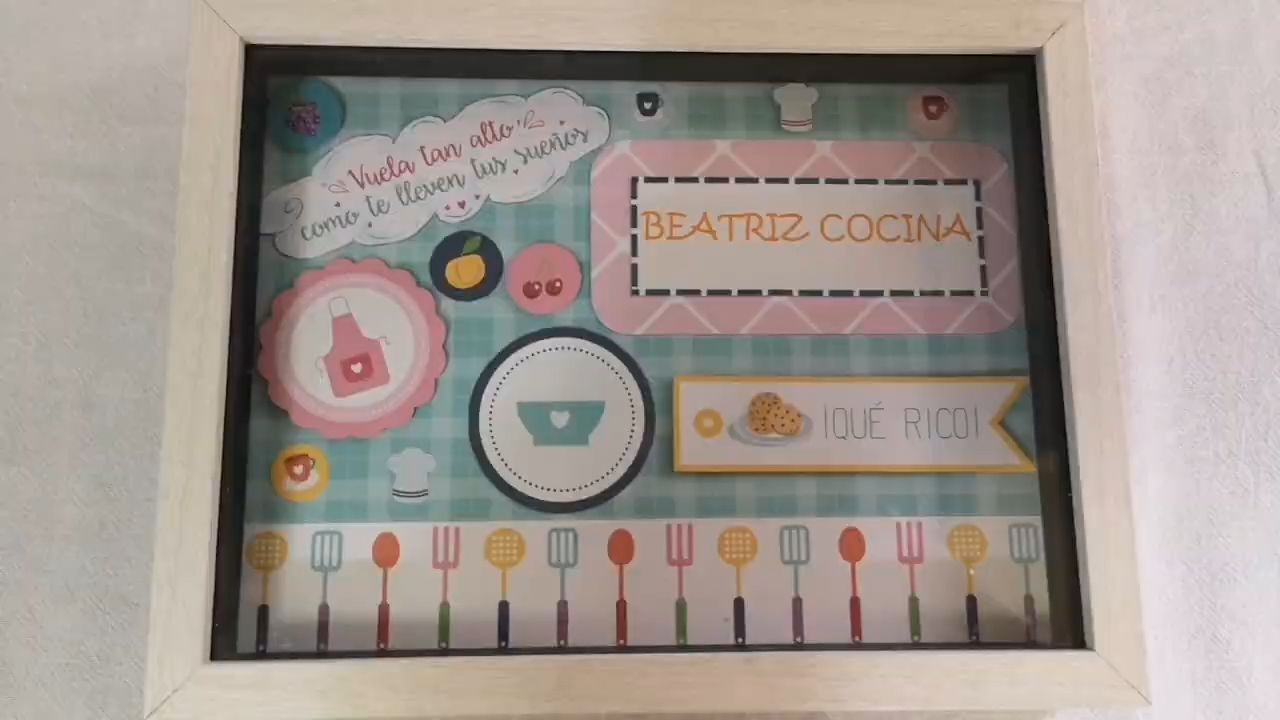 Vuela tan alto
como te lleven tus sueños
BEATRIZ COCINA
¡QUÉ RICO!